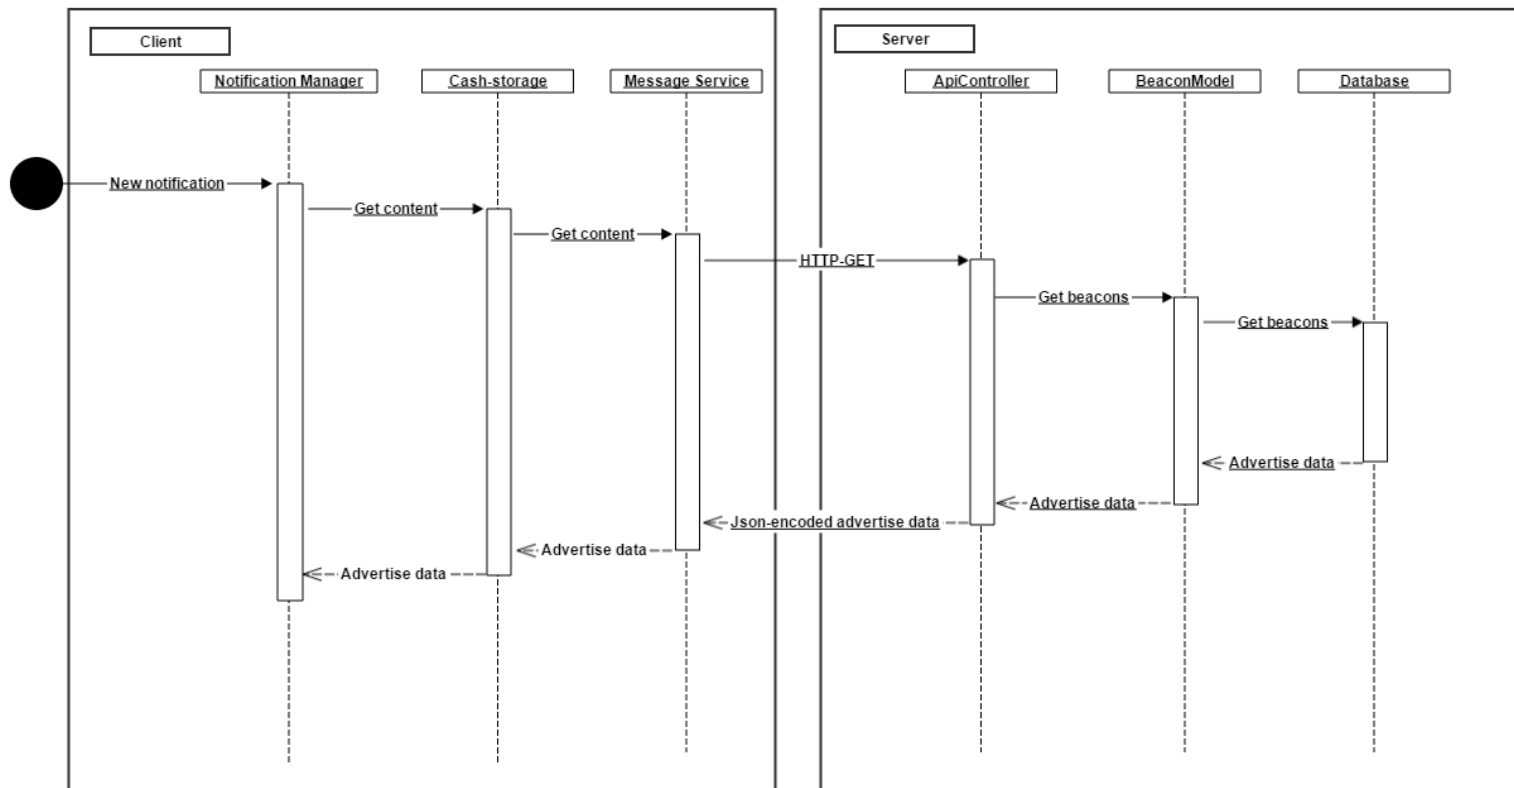 Client
Server
Notification Manager
Cash-storage
Message Service
ApiController
BeaconModel
Database
New notification
Get content
Get content
HTTP-GET
Get beacons
Get beacons
Advertise data
Advertise data
Json-encoded advertise data
Advertise data
Advertise data